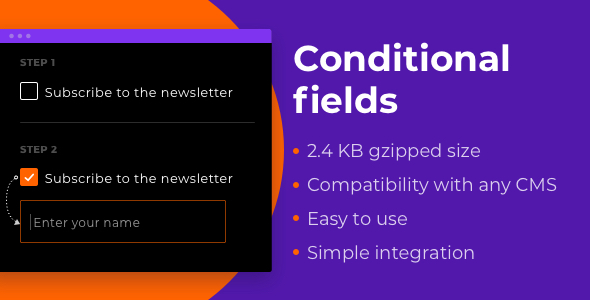 STEP 1
Subscribe to the newsletter
STEP 2
Subscribe to the newsletter
Enter your name
Conditional
fields
• 2.4 KB gzipped size
• Compatibility with any CMS
• Easy to use
• Simple integration